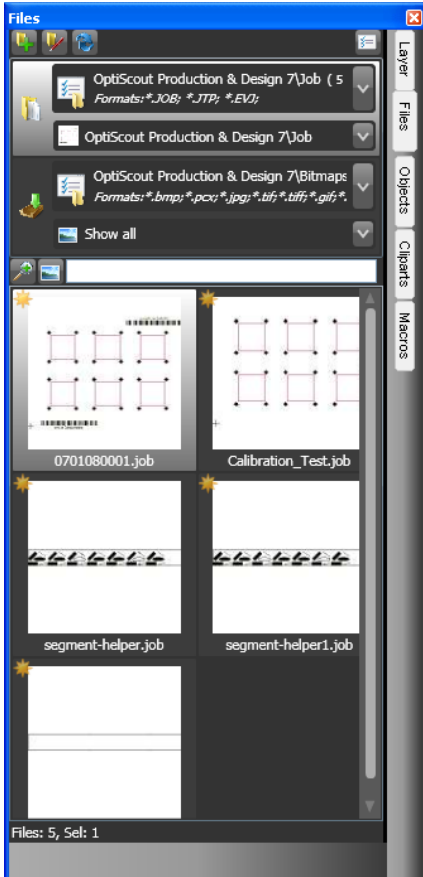 Files
OptiScout Production & Design 7\Job ( 5
Formats:*.JOB; *.JTP; *.EVJ;
OptiScout Production & Design 7\Job
OptiScout Production & Design 7\Bitmaps
Formats:*.bmp;*.pcx;*.jpg;*.tif;*.tiff;*.gif;*.
Show all
0701080001.job
Calibration_Test.job
segment-helper.job
segment-helper1.job
Files: 5, Sel: 1
Layer
Files
Objects
Cliparts
Macros